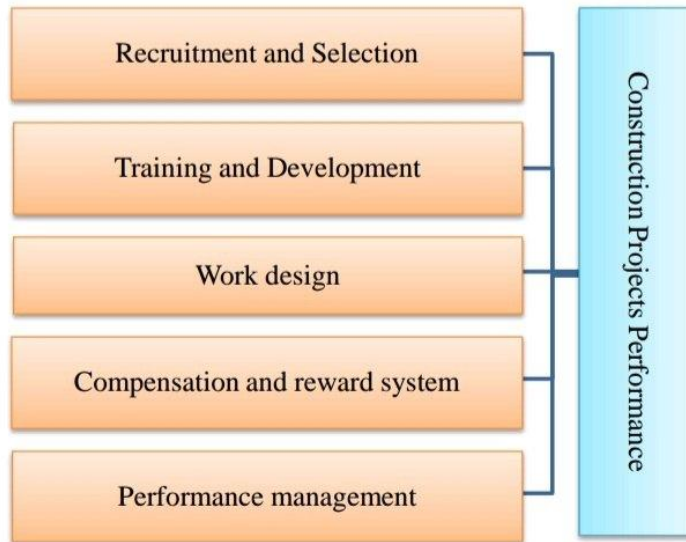 Recruitment and Selection
Training and Development
Work design
Compensation and reward system
Performance management
Construction Projects Performance